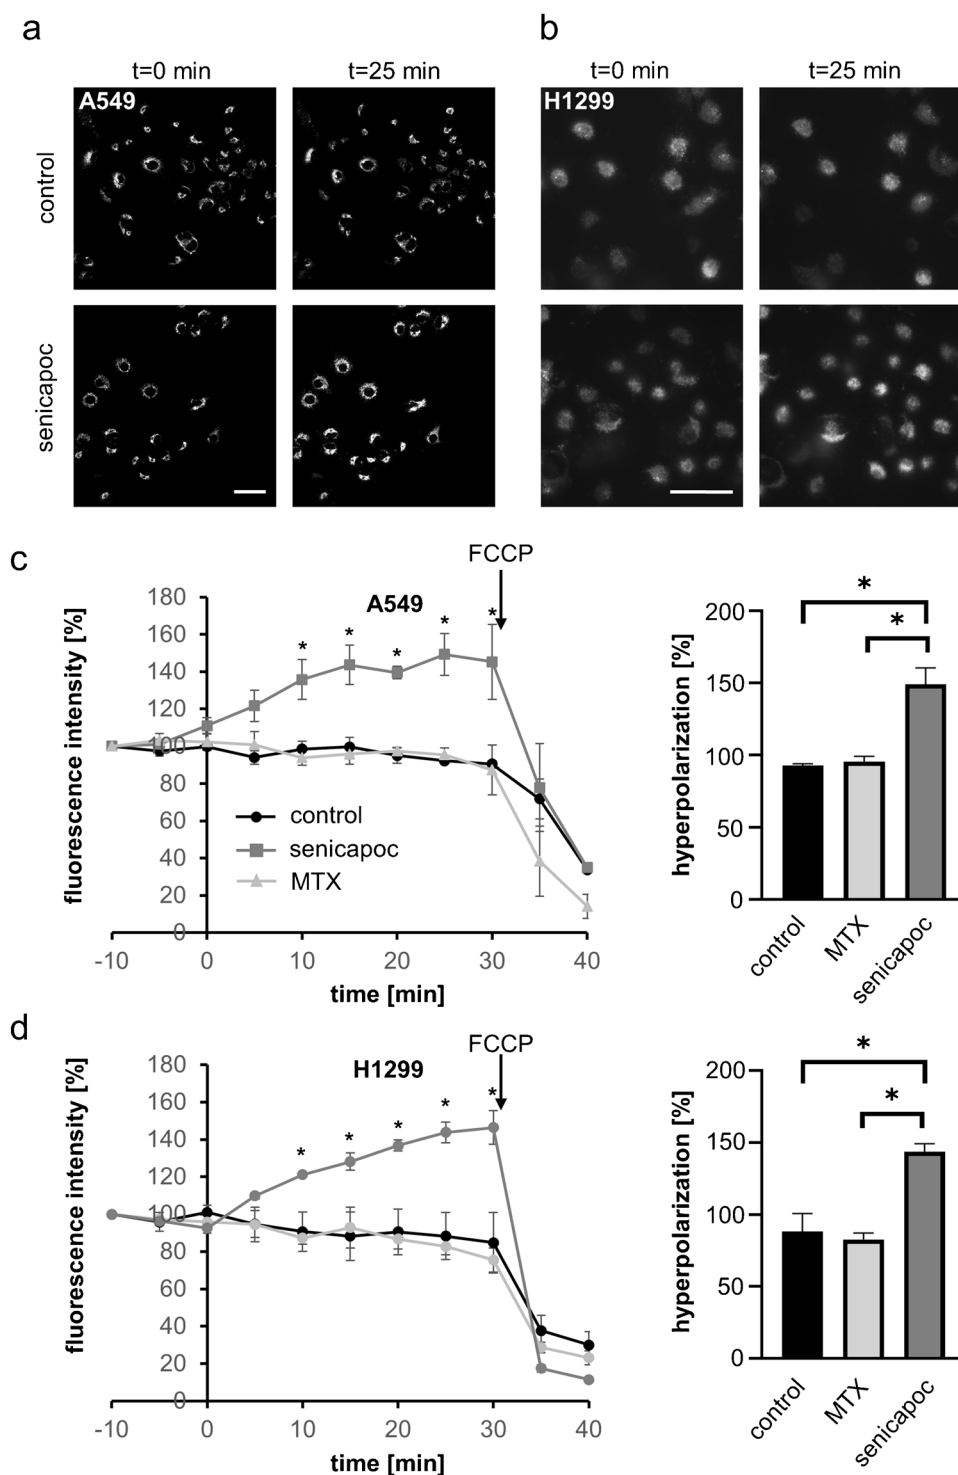 a
b
t=0 min
t=25 min
t=0 min
t=25 min
A549
H1299
control
senicapoc
c
FCCP
A549
fluorescence intensity [%]
180
160
140
120
100
80
60
40
20
0
* * * * *
control
senicapoc
MTX
-10 0 10 20 30 40
time [min]
* *
hyperpolarization [%]
200
150
100
50
0
control
MTX
senicapoc
d
FCCP
H1299
fluorescence intensity [%]
180
160
140
120
100
80
60
40
20
0
* * * * *
-10 0 10 20 30 40
time [min]
* *
hyperpolarization [%]
200
150
100
50
0
control
MTX
senicapoc